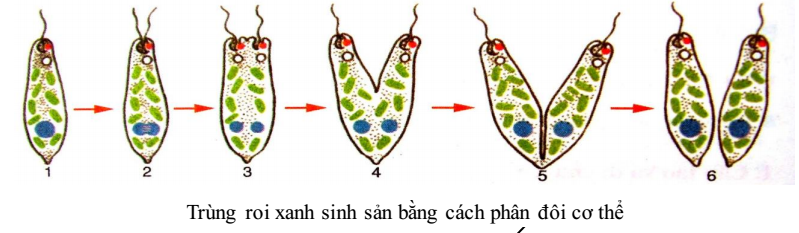 1 2 3 4 5 6
Trùng roi xanh sinh sản bằng cách phân đôi cơ thể